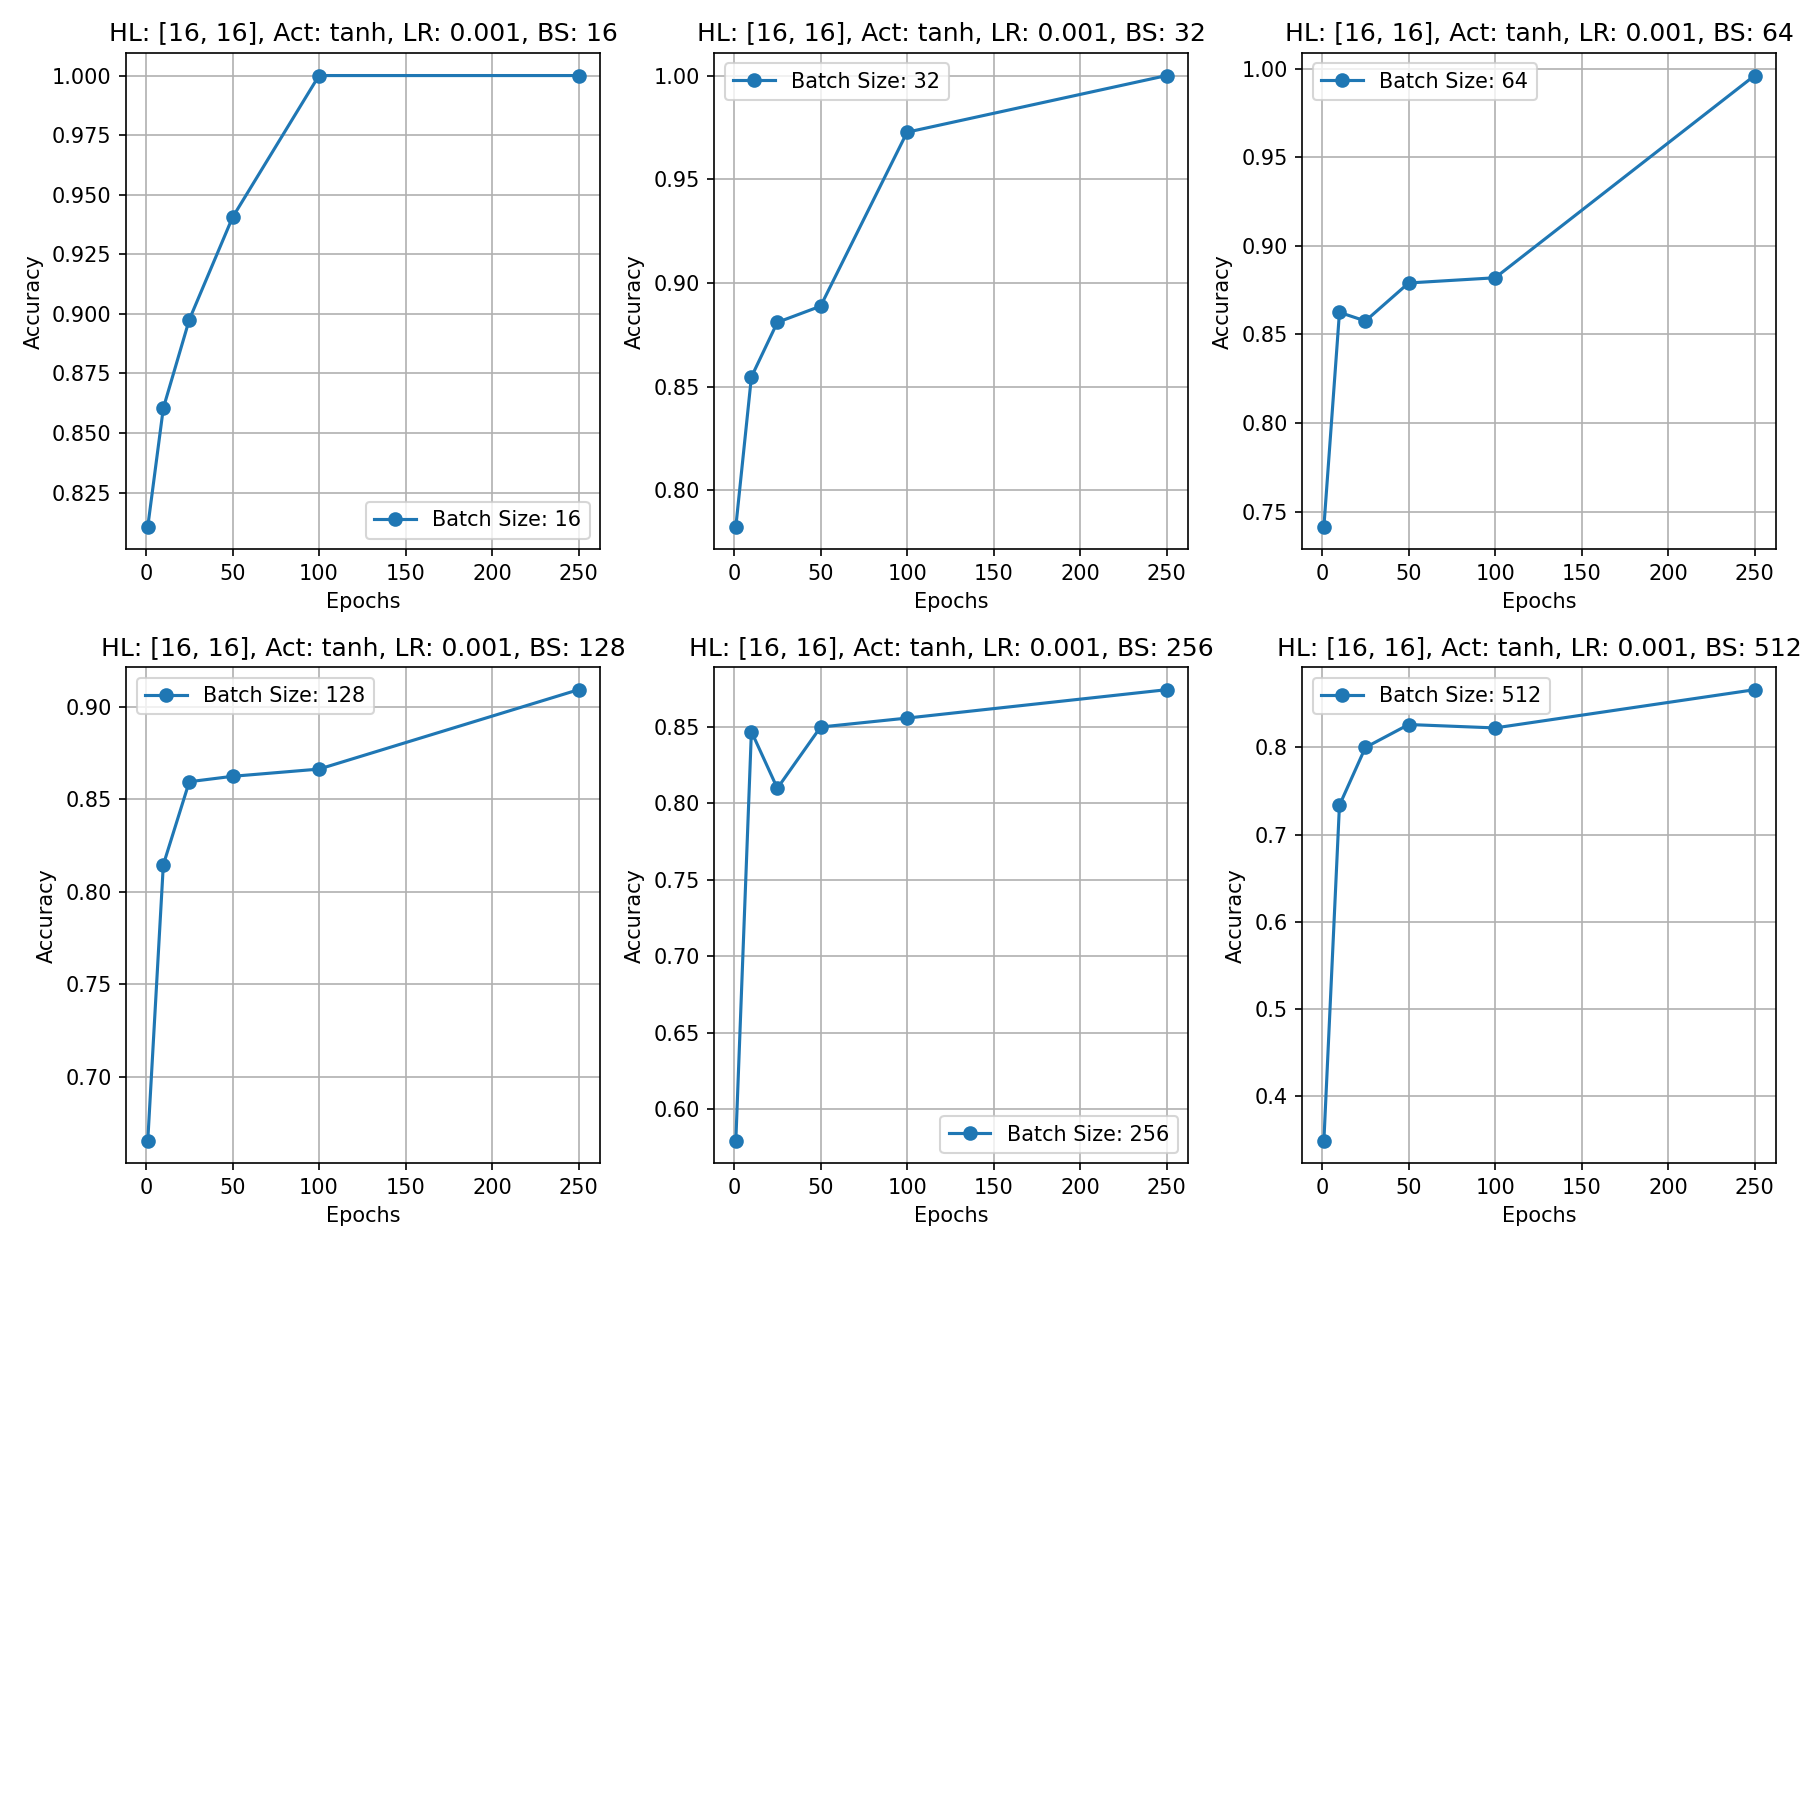 HL: [16, 16], Act: tanh, LR: 0.001, BS: 16
1.000
0.975
0.950
0.925
0.900
0.875
0.850
0.825
Accuracy
Batch Size: 16
0 50 100 150 200 250
Epochs
HL: [16, 16], Act: tanh, LR: 0.001, BS: 32
Batch Size: 32
1.00
0.95
0.90
0.85
0.80
Accuracy
0 50 100 150 200 250
Epochs
HL: [16, 16], Act: tanh, LR: 0.001, BS: 64
Batch Size: 64
1.00
0.95
0.90
0.85
0.80
0.75
Accuracy
0 50 100 150 200 250
Epochs
HL: [16, 16], Act: tanh, LR: 0.001, BS: 128
Batch Size: 128
0.90
0.85
0.80
0.75
0.70
Accuracy
0 50 100 150 200 250
Epochs
HL: [16, 16], Act: tanh, LR: 0.001, BS: 256
0.85
0.80
0.75
0.70
0.65
0.60
Accuracy
Batch Size: 256
0 50 100 150 200 250
Epochs
HL: [16, 16], Act: tanh, LR: 0.001, BS: 512
Batch Size: 512
0.8
0.7
0.6
0.5
0.4
Accuracy
0 50 100 150 200 250
Epochs